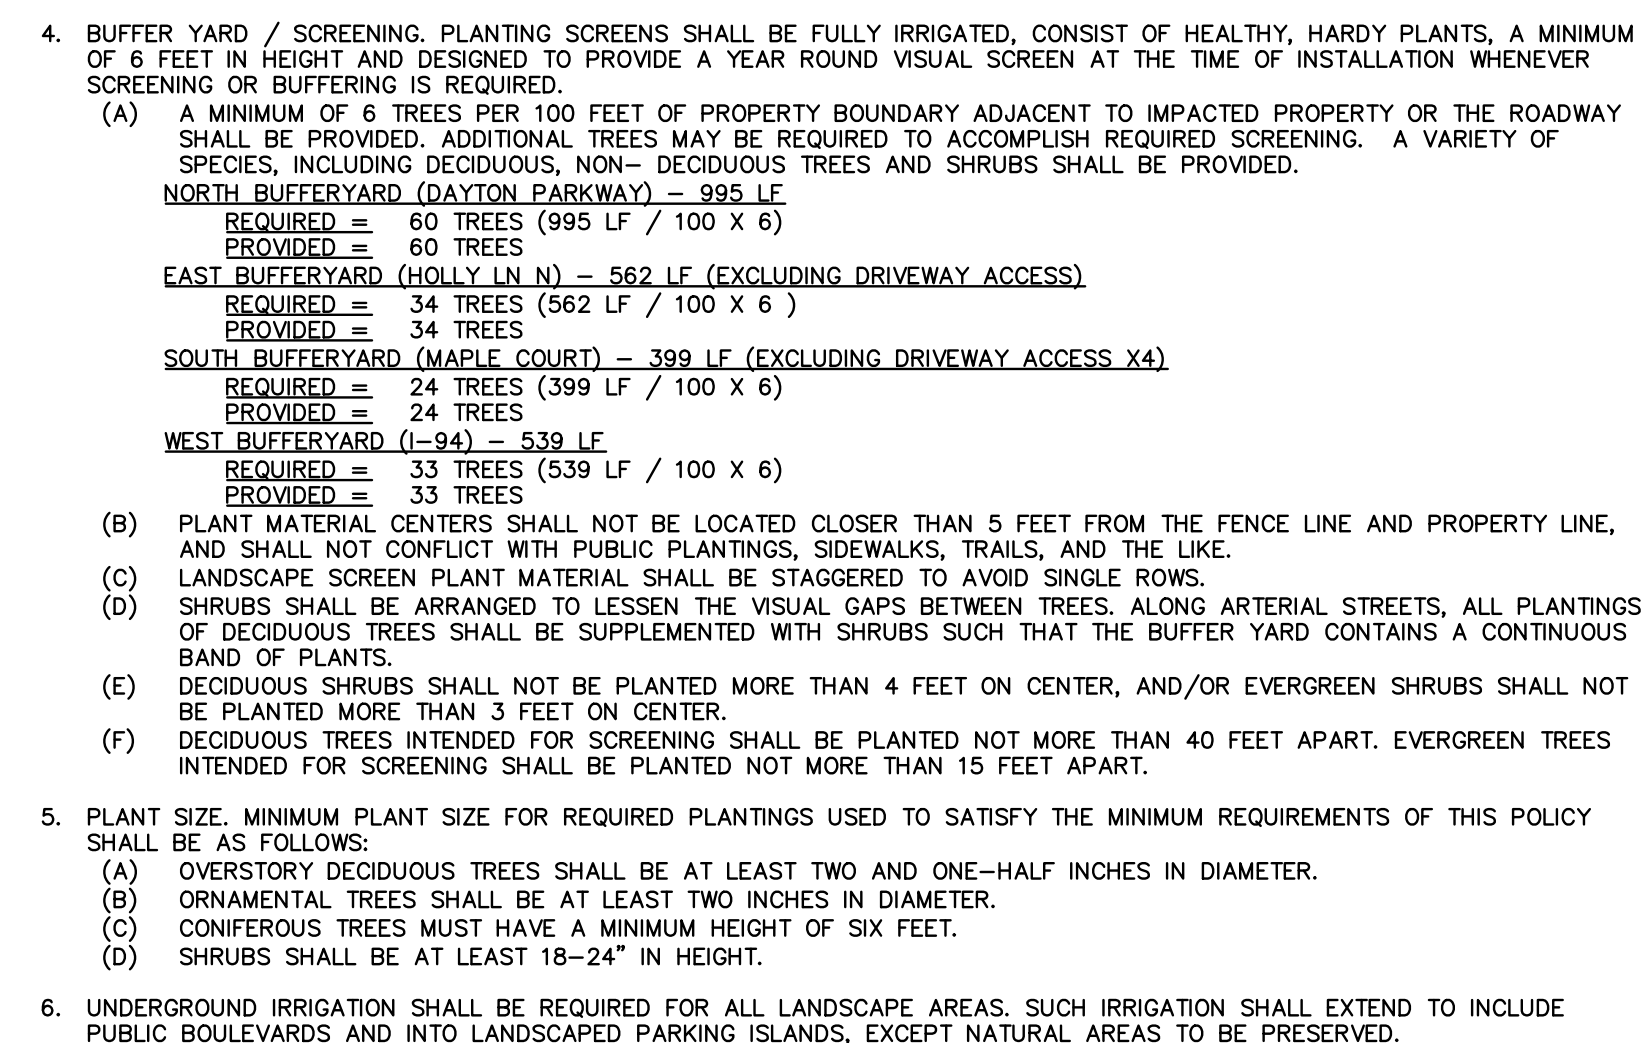 4. BUFFER YARD / SCREENING. PLANTING SCREENS SHALL BE FULLY IRRIGATED, CONSIST OF HEALTHY, HARDY PLANTS, A MINIMUM
OF 6 FEET IN HEIGHT AND DESIGNED TO PROVIDE A YEAR ROUND VISUAL SCREEN AT THE TIME OF INSTALLATION WHENEVER
SCREENING OR BUFFERING IS REQUIRED.
(A) A MINIMUM OF 6 TREES PER 100 FEET OF PROPERTY BOUNDARY ADJACENT TO IMPACTED PROPERTY OR THE ROADWAY
SHALL BE PROVIDED. ADDITIONAL TREES MAY BE REQUIRED TO ACCOMPLISH REQUIRED SCREENING. A VARIETY OF
SPECIES, INCLUDING DECIDUOUS, NON- DECIDUOUS TREES AND SHRUBS SHALL BE PROVIDED.
NORTH BUFFERYARD (DAYTON PARKWAY) - 995 LF
REQUIRED = 60 TREES (995 LF / 100 X 6)
PROVIDED = 60 TREES
EAST BUFFERYARD (HOLLY LN N) - 562 LF (EXCLUDING DRIVEWAY ACCESS)
REQUIRED = 34 TREES (562 LF / 100 X 6 )
PROVIDED = 34 TREES
SOUTH BUFFERYARD (MAPLE COURT) - 399 LF (EXCLUDING DRIVEWAY ACCESS X4)
REQUIRED = 24 TREES (399 LF / 100 X 6)
PROVIDED = 24 TREES
WEST BUFFERYARD (I-94) - 539 LF
REQUIRED = 33 TREES (539 LF / 100 X 6)
PROVIDED = 33 TREES
(B) PLANT MATERIAL CENTERS SHALL NOT BE LOCATED CLOSER THAN 5 FEET FROM THE FENCE LINE AND PROPERTY LINE,
AND SHALL NOT CONFLICT WITH PUBLIC PLANTINGS, SIDEWALKS, TRAILS, AND THE LIKE.
(C) LANDSCAPE SCREEN PLANT MATERIAL SHALL BE STAGGERED TO AVOID SINGLE ROWS.
(D) SHRUBS SHALL BE ARRANGED TO LESSEN THE VISUAL GAPS BETWEEN TREES. ALONG ARTERIAL STREETS, ALL PLANTINGS
OF DECIDUOUS TREES SHALL BE SUPPLEMENTED WITH SHRUBS SUCH THAT THE BUFFER YARD CONTAINS A CONTINUOUS
BAND OF PLANTS.
(E) DECIDUOUS SHRUBS SHALL NOT BE PLANTED MORE THAN 4 FEET ON CENTER, AND/OR EVERGREEN SHRUBS SHALL NOT
BE PLANTED MORE THAN 3 FEET ON CENTER.
(F) DECIDUOUS TREES INTENDED FOR SCREENING SHALL BE PLANTED NOT MORE THAN 40 FEET APART. EVERGREEN TREES
INTENDED FOR SCREENING SHALL BE PLANTED NOT MORE THAN 15 FEET APART.
5. PLANT SIZE. MINIMUM PLANT SIZE FOR REQUIRED PLANTINGS USED TO SATISFY THE MINIMUM REQUIREMENTS OF THIS POLICY
SHALL BE AS FOLLOWS:
(A) OVERSTORY DECIDUOUS TREES SHALL BE AT LEAST TWO AND ONE-HALF INCHES IN DIAMETER.
(B) ORNAMENTAL TREES SHALL BE AT LEAST TWO INCHES IN DIAMETER.
(C) CONIFEROUS TREES MUST HAVE A MINIMUM HEIGHT OF SIX FEET.
(D) SHRUBS SHALL BE AT LEAST 18-24" IN HEIGHT.
6. UNDERGROUND IRRIGATION SHALL BE REQUIRED FOR ALL LANDSCAPE AREAS. SUCH IRRIGATION SHALL EXTEND TO INCLUDE
PUBLIC BOULEVARDS AND INTO LANDSCAPED PARKING ISLANDS, EXCEPT NATURAL AREAS TO BE PRESERVED.